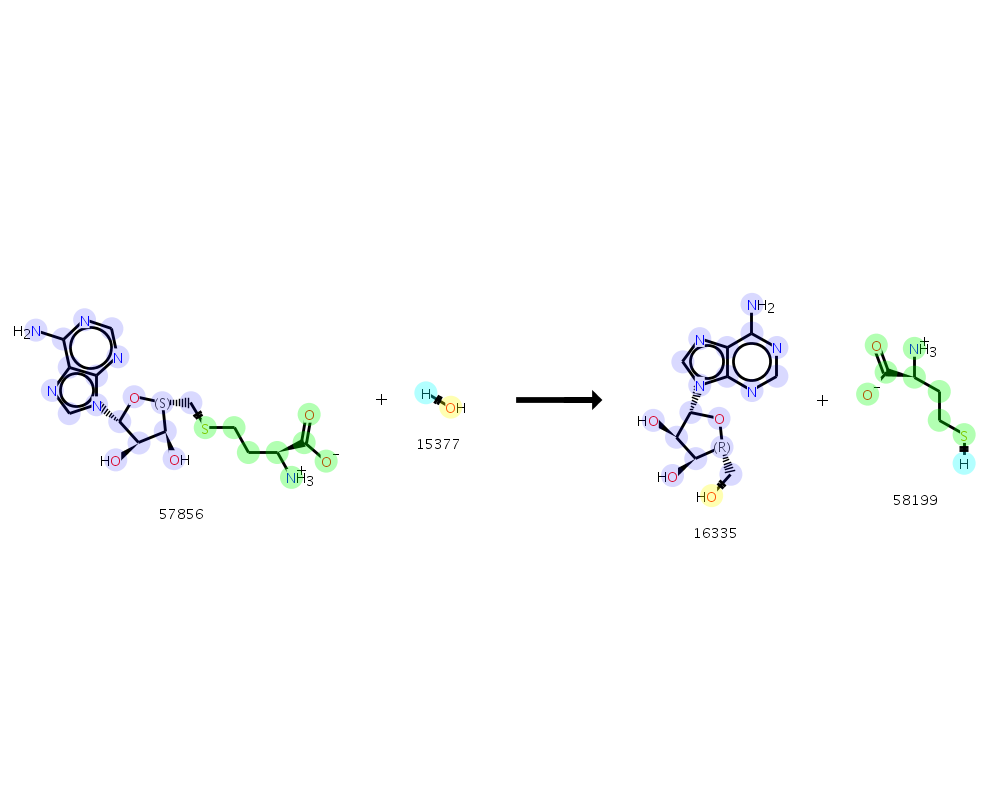 H2N
N
N
N
N
O
(S)
HO
OH
S
O
O-
NH3+
57856
+
H
OH
15377
NH2
N
N
N
N
O
HO
HO
(R)
HO
16335
+
O
O-
NH3+
S
H
58199